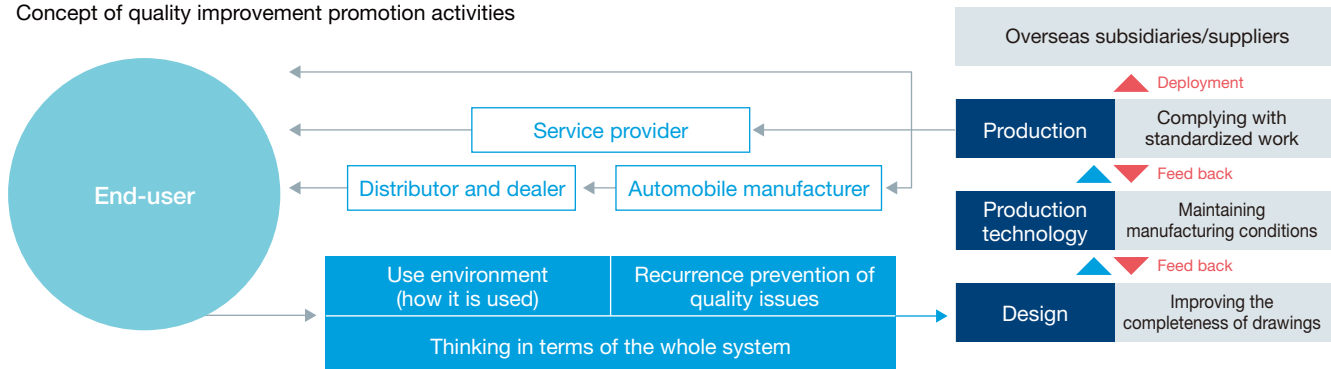 Concept of quality improvement promotion activities
End-user
Service provider
Distributor and dealer
Automobile manufacturer
Use environment
(how it is used)
Recurrence prevention of
quality issues
Thinking in terms of the whole system
Overseas subsidiaries/suppliers
Deployment
Production
Complying with
standardized work
Feed back
Production
technology
Maintaining
manufacturing conditions
Feed back
Design
Improving the
completeness of drawings